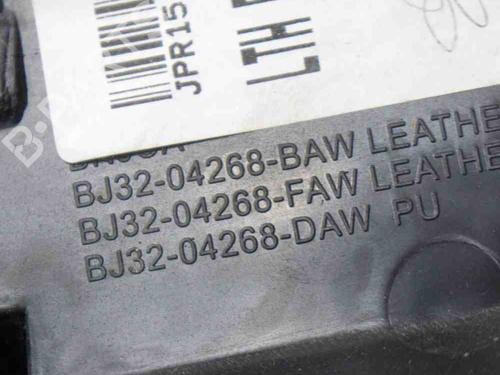 JPR15
LTH
BJ32-04268-BAW LEATHE
BJ32-04268-FAW LEATHE
BJ32-04268-DAW PU